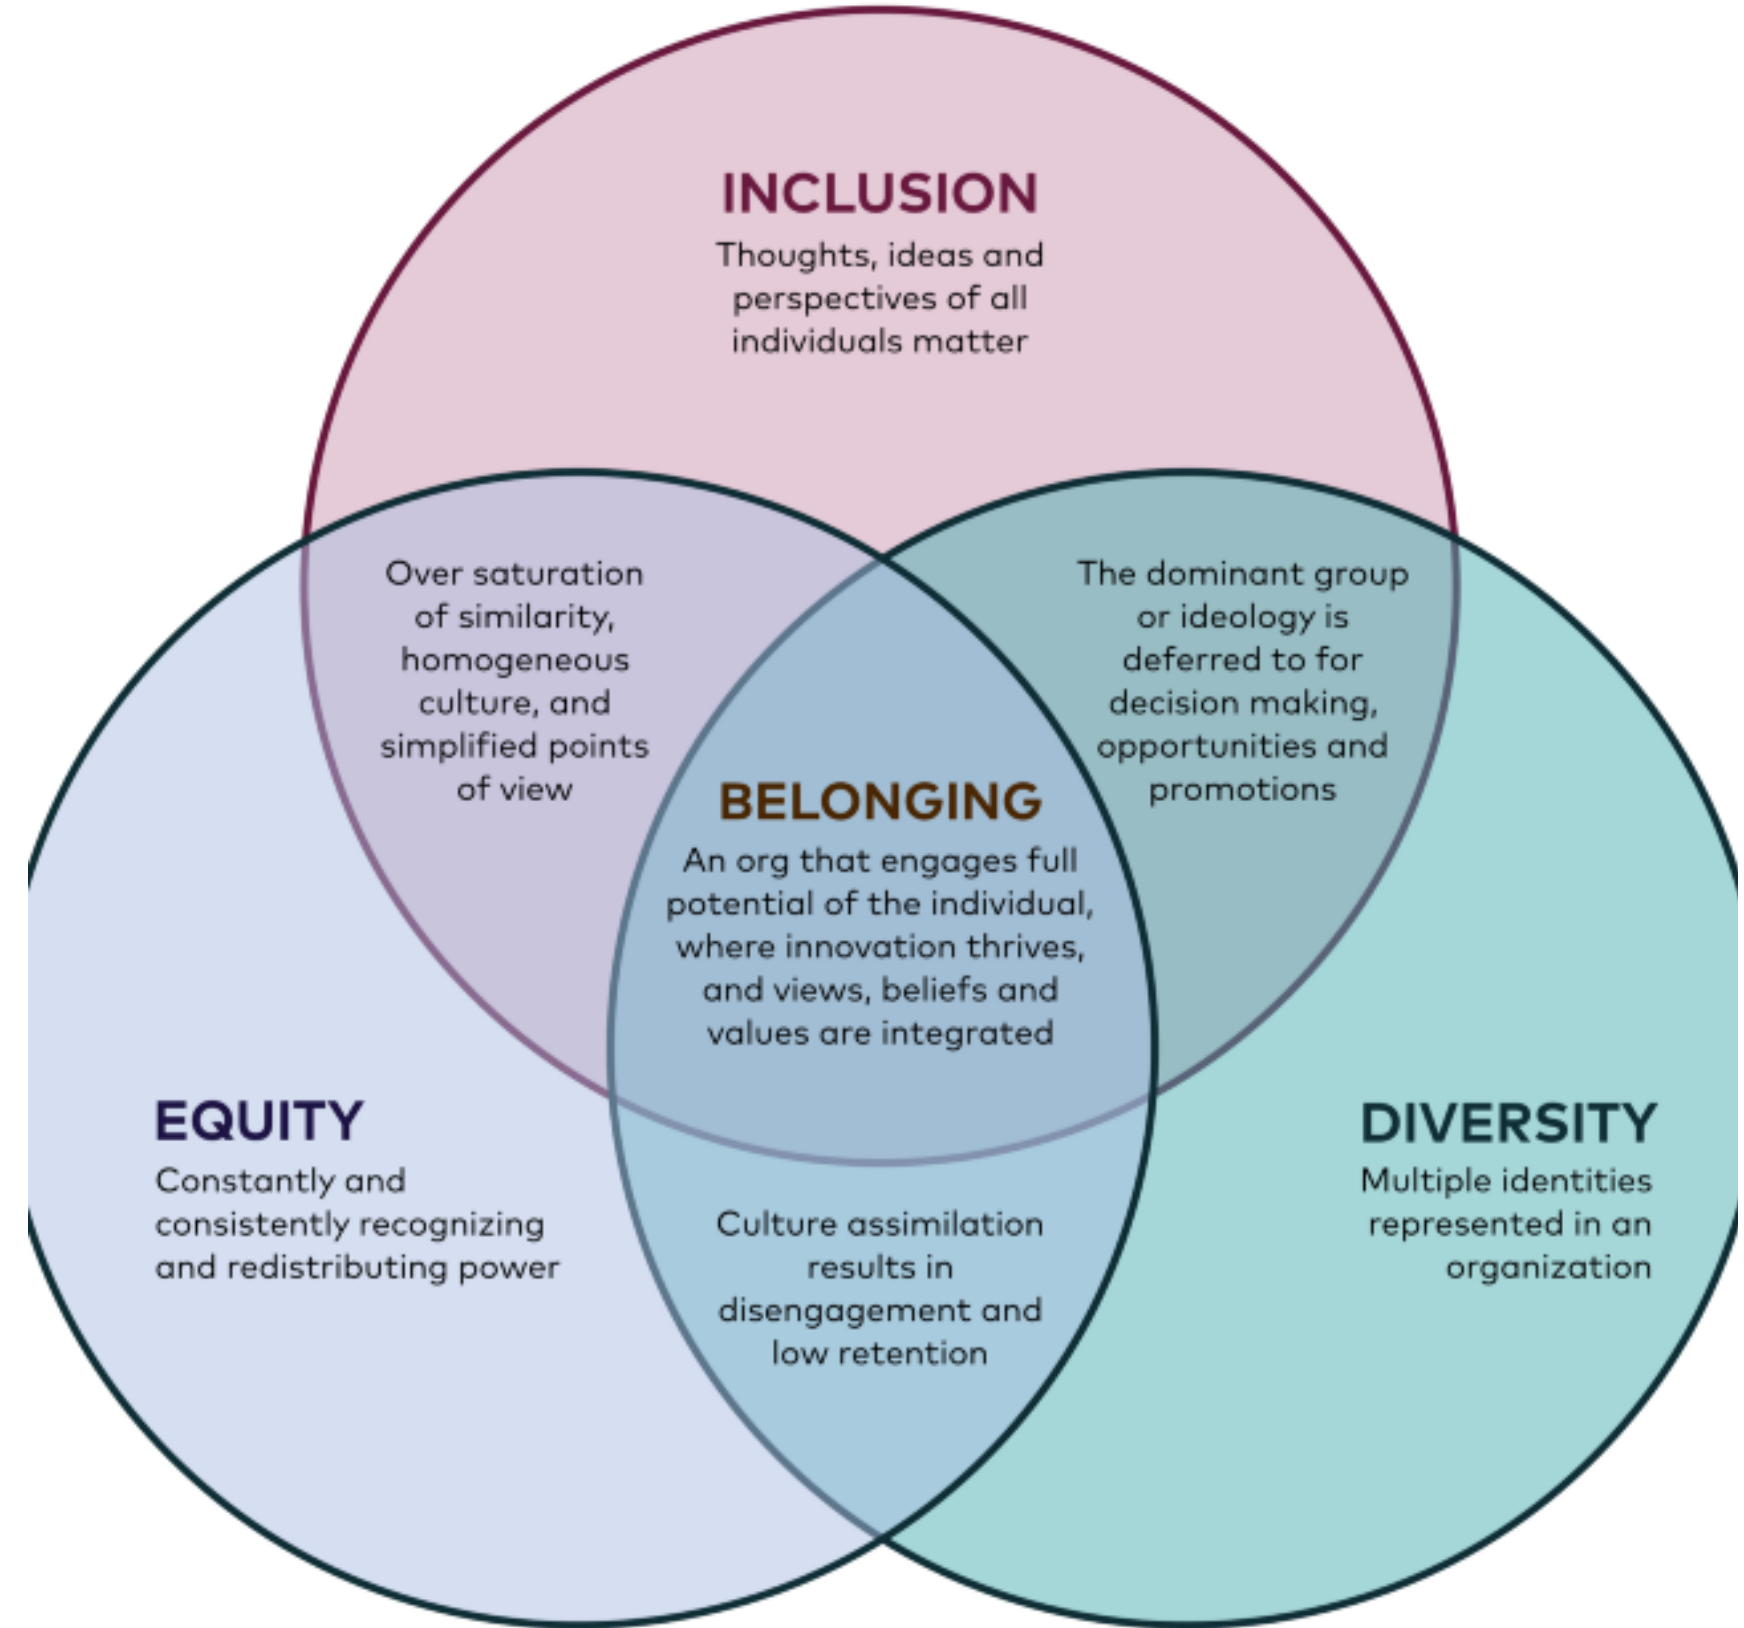 INCLUSION
Thoughts, ideas and
perspectives of all
individuals matter
Over saturation
of similarity,
homogeneous
culture, and
simplified points
of view
The dominant group
or ideology is
deferred to for
decision making,
opportunities and
promotions
BELONGING
An org that engages full
potential of the individual,
where innovation thrives,
and views, beliefs and
values are integrated
EQUITY
Constantly and
consistently recognizing
and redistributing power
DIVERSITY
Multiple identities
represented in an
organization
Culture assimilation
results in
disengagement and
low retention